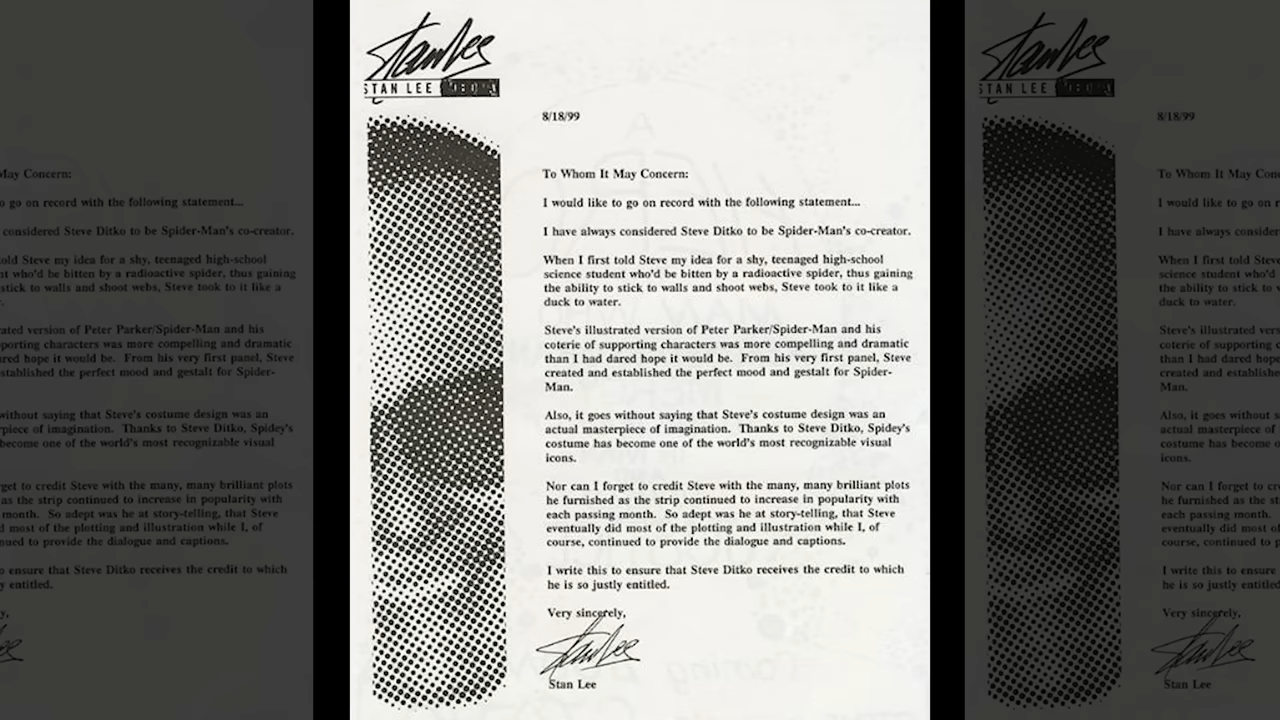 Stan Lee
STAN LEE MEDIA
8/18/99
To Whom It May Concern:
I would like to go on record with the following statement...
I have always considered Steve Ditko to be Spider-Man's co-creator.
When I first told Steve my idea for a shy, teenaged high-school
science student who'd be bitten by a radioactive spider, thus gaining
the ability to stick to walls and shoot webs, Steve took to it like a
duck to water.
Steve's illustrated version of Peter Parker/Spider-Man and his
coterie of supporting characters was more compelling and dramatic
than I had dared hope it would be.  From his very first panel, Steve
created and established the perfect mood and gestalt for Spider-
Man.
Also, it goes without saying that Steve's costume design was an
actual masterpiece of imagination.  Thanks to Steve Ditko, Spidey's
costume has become one of the world's most recognizable visual
icons.
Nor can I forget to credit Steve with the many, many brilliant plots
he furnished as the strip continued to increase in popularity with
each passing month.  So adept was he at story-telling, that Steve
eventually did most of the plotting and illustration while I, of
course, continued to provide the dialogue and captions.
I write this to ensure that Steve Ditko receives the credit to which
he is so justly entitled.
Very sincerely,
Stan Lee
Stan Lee